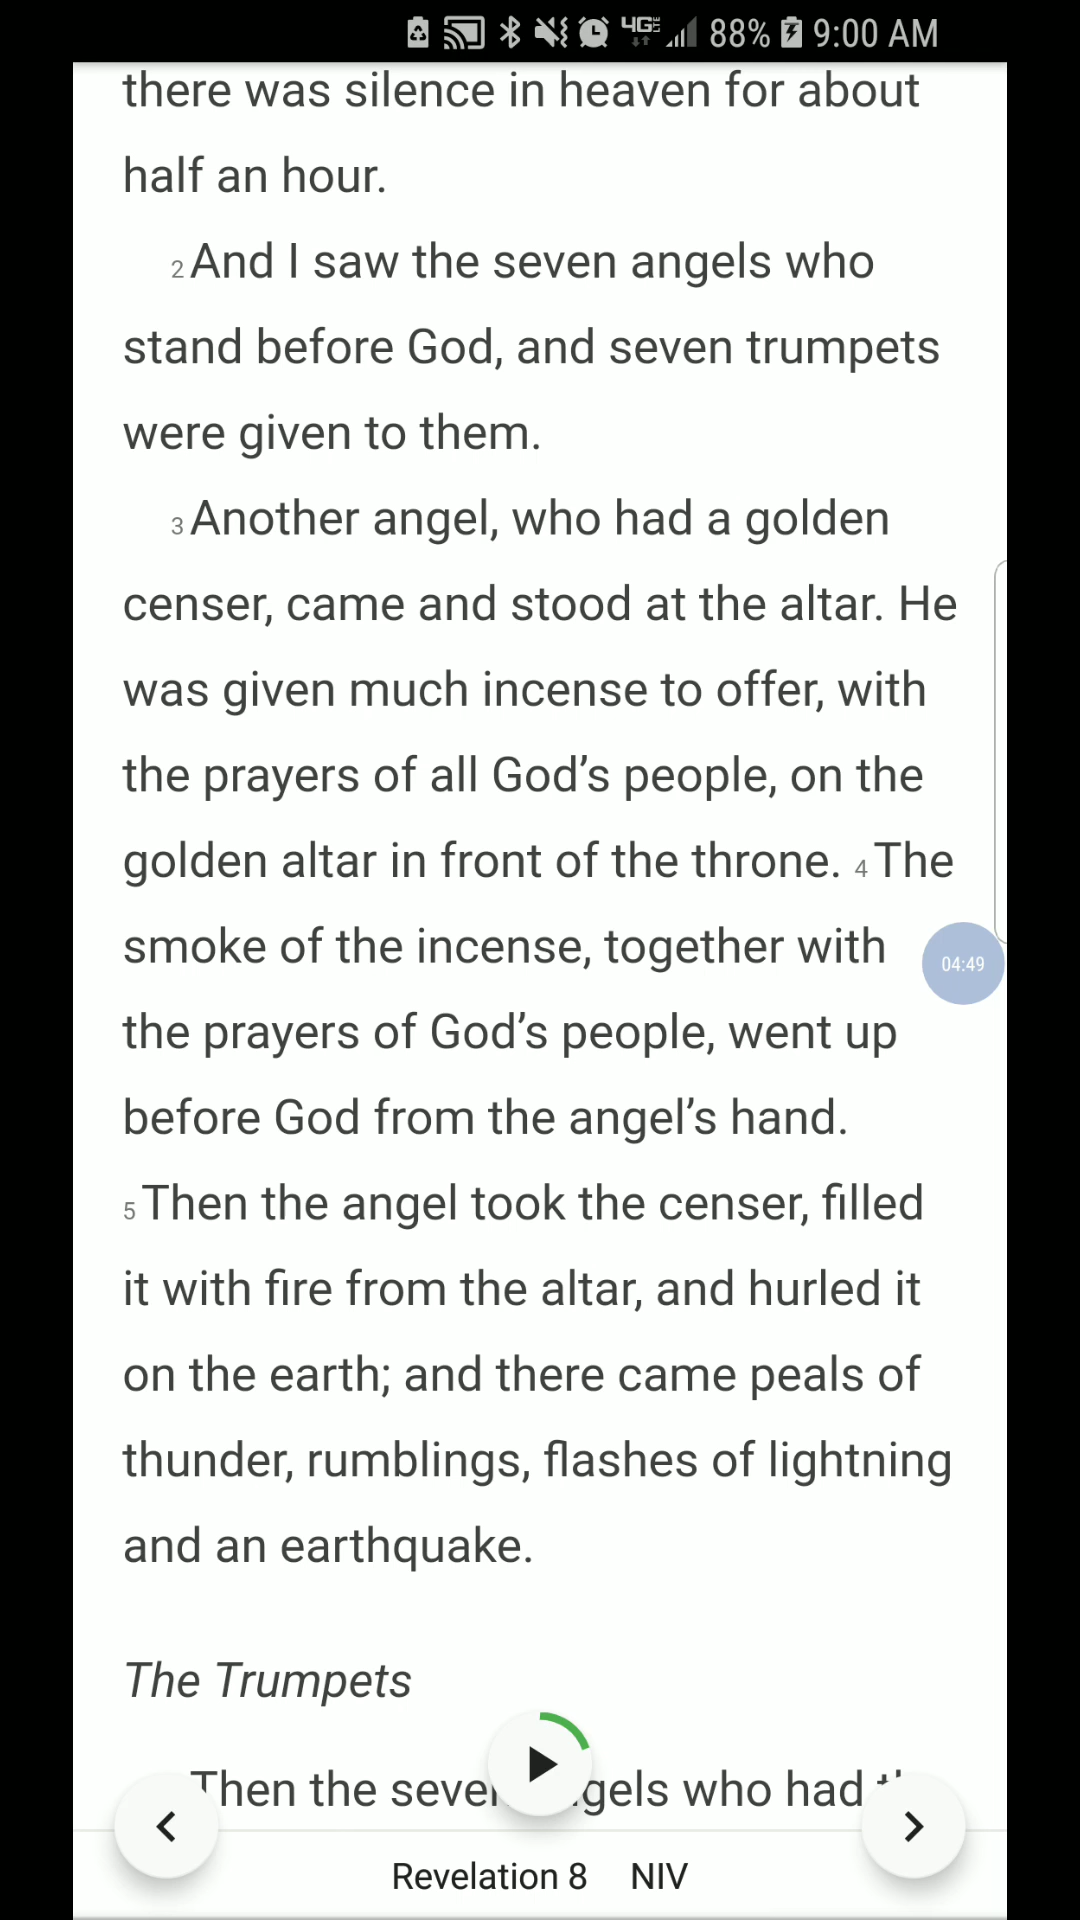 4G LTE 88% 9:00 AM
there was silence in heaven for about
half an hour.
2 And I saw the seven angels who
stand before God, and seven trumpets
were given to them.
3 Another angel, who had a golden
censer, came and stood at the altar. He
was given much incense to offer, with
the prayers of all God’s people, on the
golden altar in front of the throne. 4 The
smoke of the incense, together with
04:49
the prayers of God’s people, went up
before God from the angel’s hand.
5 Then the angel took the censer, filled
it with fire from the altar, and hurled it
on the earth; and there came peals of
thunder, rumblings, flashes of lightning
and an earthquake.
The Trumpets
Then the who had
Revelation 8 NIV